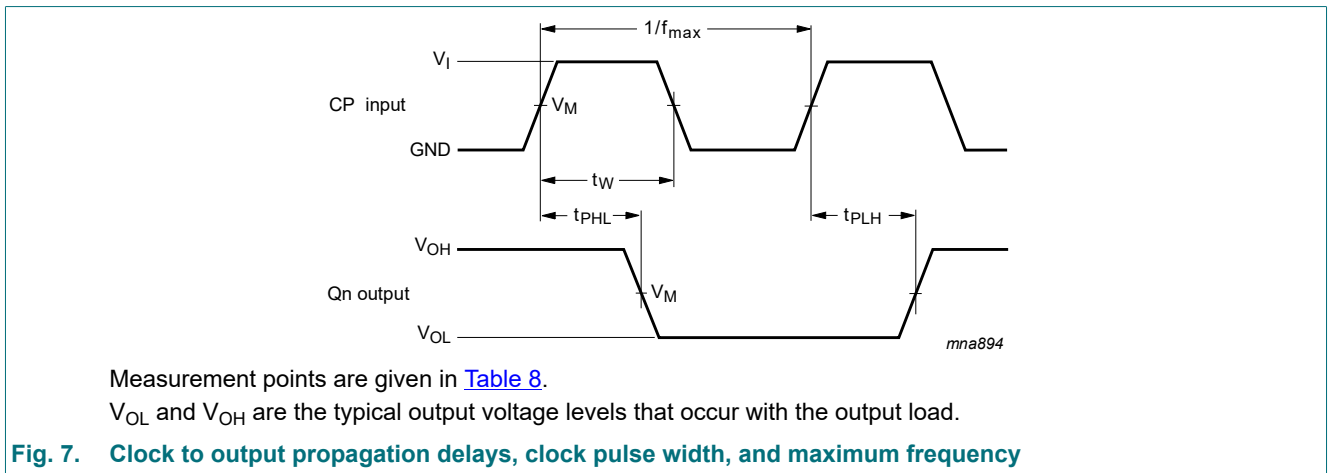 1/fmax
VI
CP input
VM
GND
tW
tPHL
tPLH
VOH
Qn output
VM
VOL
mna894
Measurement points are given in Table 8.
VOL and VOH are the typical output voltage levels that occur with the output load.
Fig. 7. Clock to output propagation delays, clock pulse width, and maximum frequency